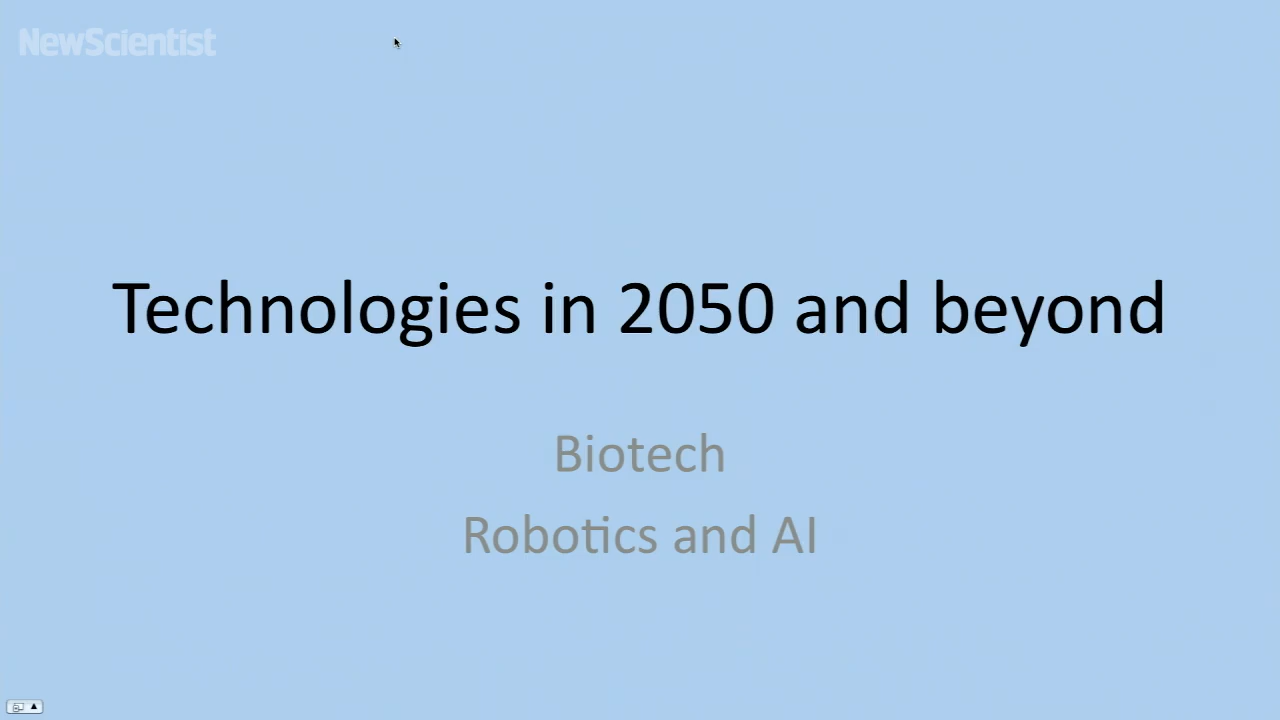 NewScientist
Technologies in 2050 and beyond
Biotech
Robotics and AI